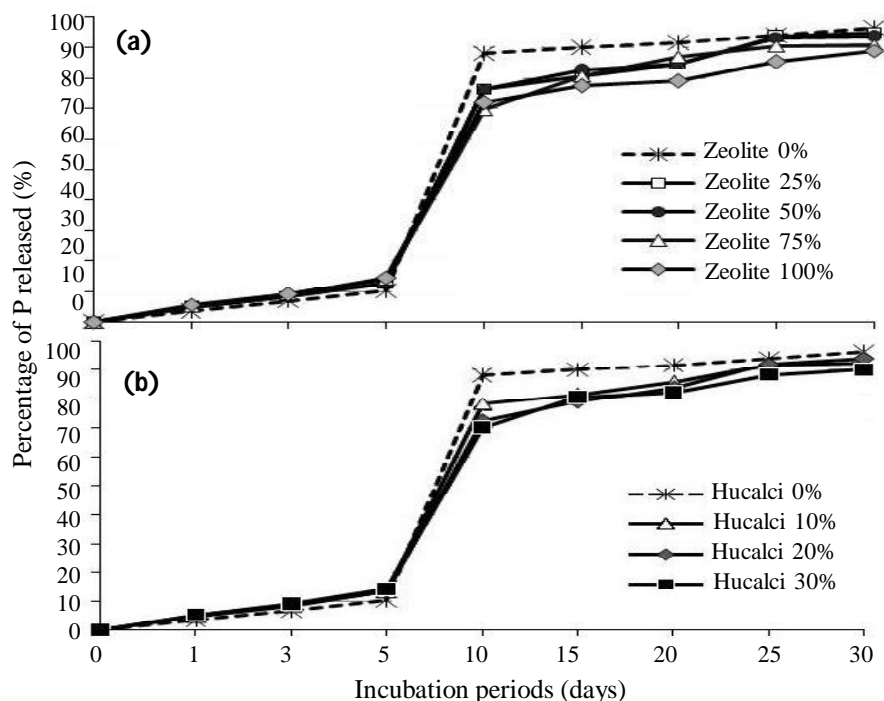 Percentage of P released (%)
(a)
100
90
80
70
60
50
40
30
20
10
0
Zeolite 0%
Zeolite 25%
Zeolite 50%
Zeolite 75%
Zeolite 100%
(b)
100
90
80
70
60
50
40
30
20
10
0
Hucalci 0%
Hucalci 10%
Hucalci 20%
Hucalci 30%
0 1 3 5 10 15 20 25 30
Incubation periods (days)